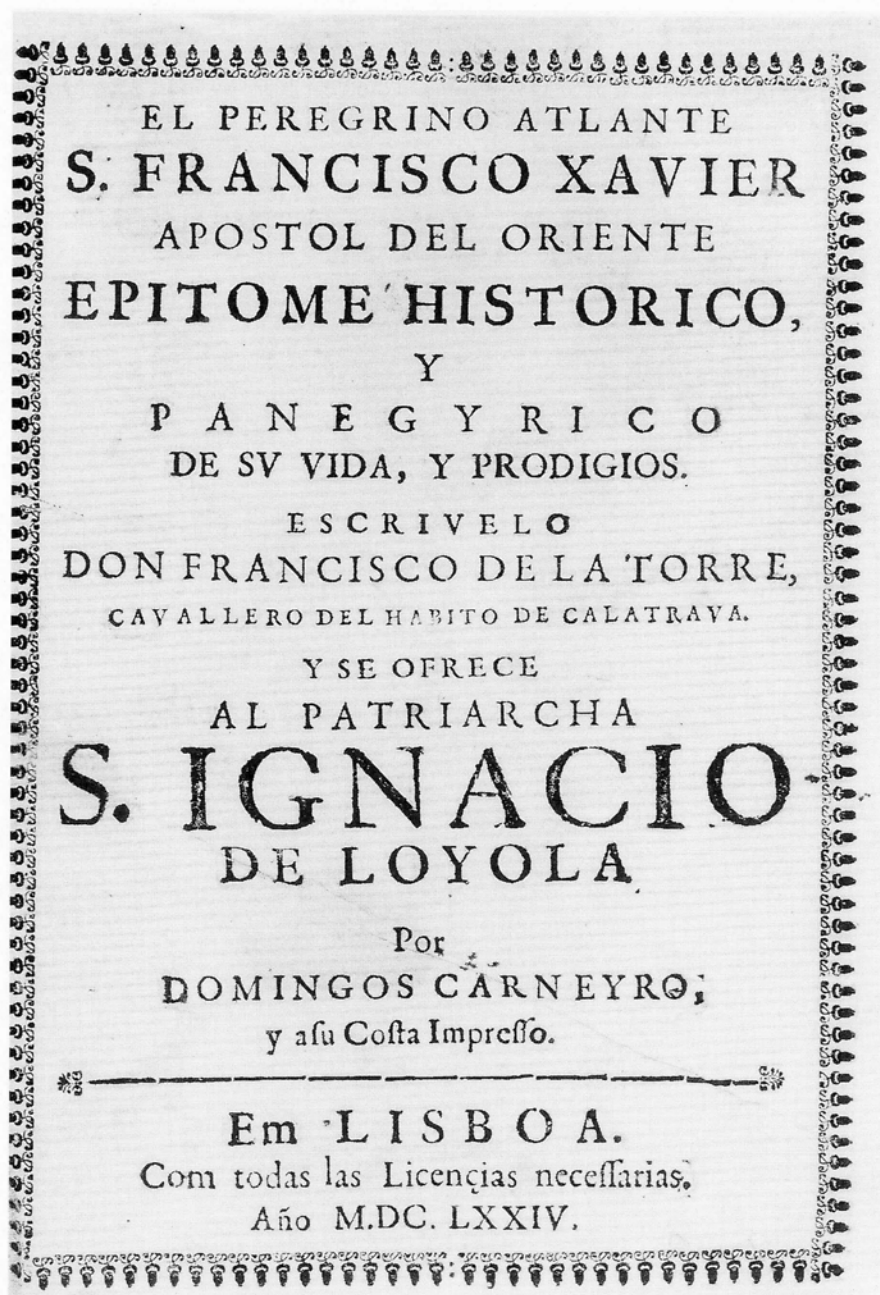 EL PEREGRINO ATLANTE
S. FRANCISCO XAVIER
APOSTOL DEL ORIENTE
EPITOME HISTORICO,
Y
PANEGYRICO
DE SV VIDA, Y PRODIGIOS.
ESCRIVELO
DON FRANCISCO DE LA TORRE,
CAVALLERO DEL HABITO DE CALATRAVA.
Y SE OFRECE
AL PATRIARCHA
S. IGNACIO
DE LOYOLA
Por
DOMINGOS CARNEYRO;
y aſu Coſta Impreſſo.
Em LISBOA.
Com todas las Licencias neceſſarias.
Año M.DC. LXXIV.